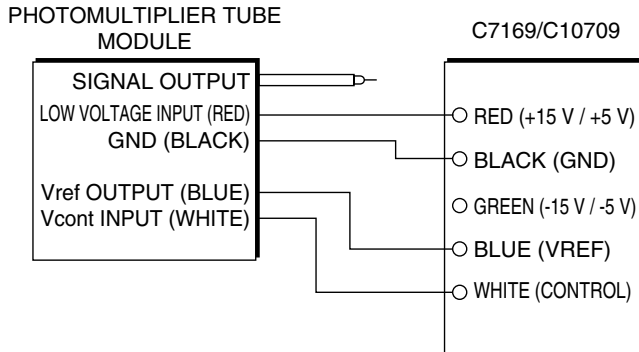 PHOTOMULTIPLIER TUBE
MODULE
C7169/C10709
SIGNAL OUTPUT
LOW VOLTAGE INPUT (RED)
GND (BLACK)
Vref OUTPUT (BLUE)
Vcont INPUT (WHITE)
RED (+15 V / +5 V)
BLACK (GND)
GREEN (-15 V / -5 V)
BLUE (VREF)
WHITE (CONTROL)